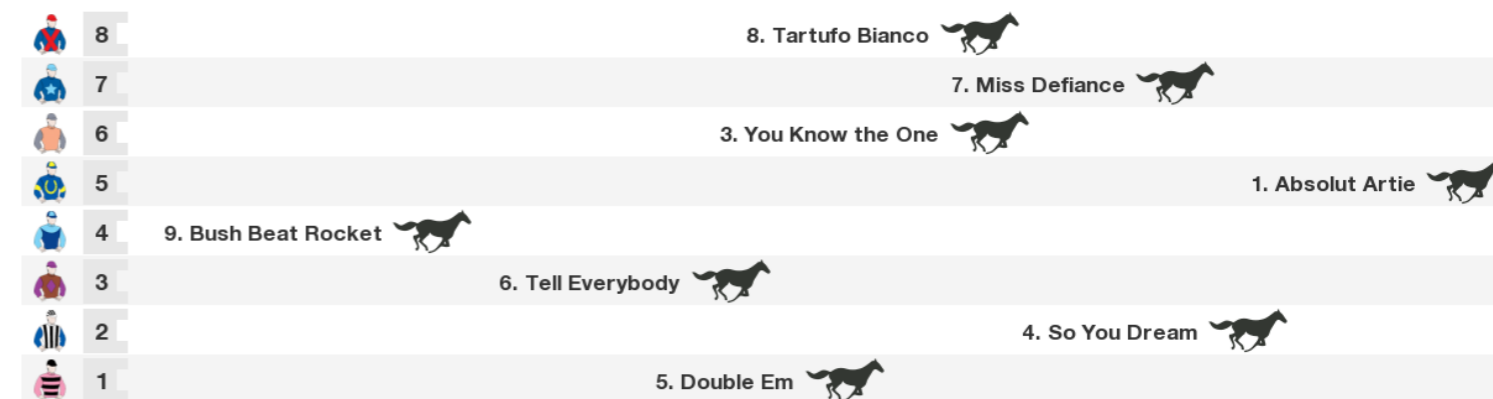 8 8. Tartufo Bianco
7 7. Miss Defiance
6 3. You Know the One
5 1. Absolut Artie
4 9. Bush Beat Rocket
3 6. Tell Everybody
2 4. So You Dream
1 5. Double Em